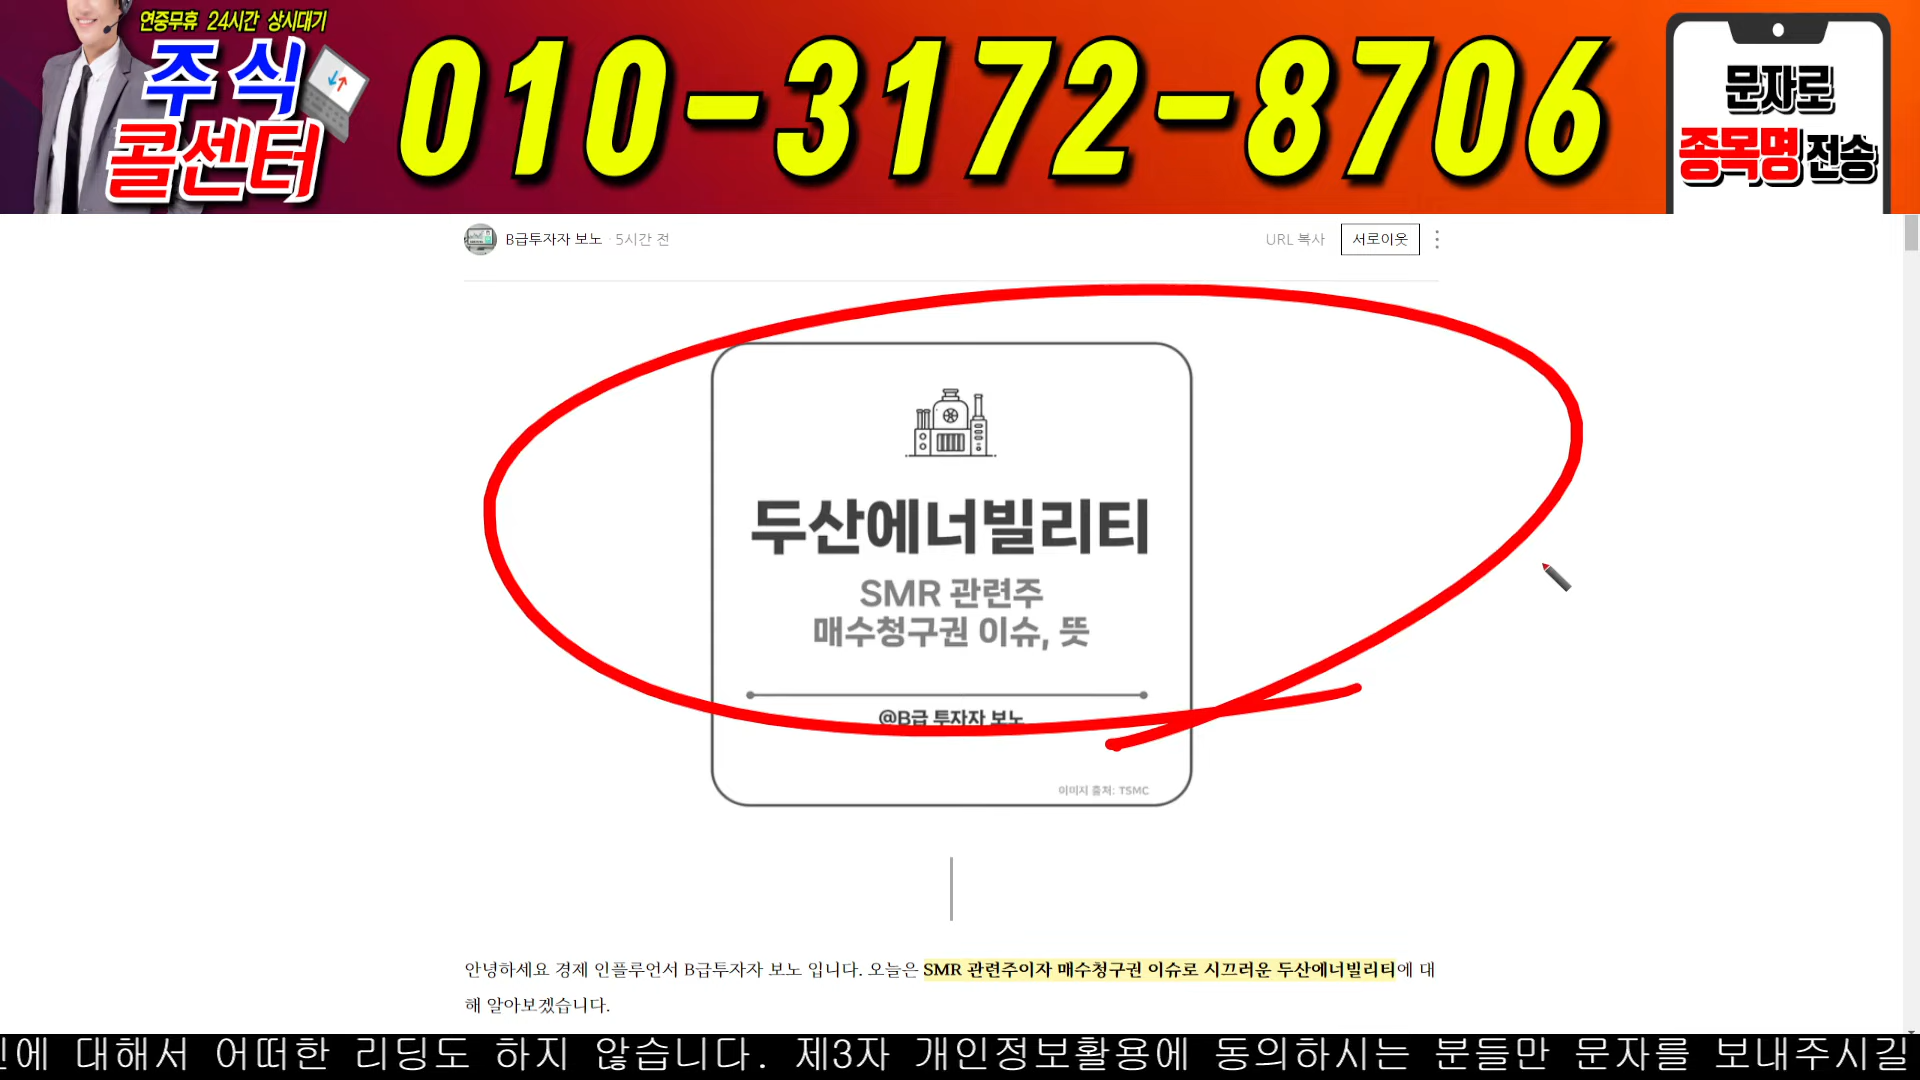 연중무휴 24시간 상시대기
주식
콜센터
010-3172-8706
문자로
종목명 전송
B급투자자 보노 · 5시간 전
URL 복사
서로이웃
두산에너빌리티
SMR 관련주
매수청구권 이슈, 뜻
@B급 투자자 보노
이미지 출처: TSMC
안녕하세요 경제 인플루언서 B급투자자 보노 입니다. 오늘은 SMR 관련주이자 매수청구권 이슈로 시끄러운 두산에너빌리티에 대
해 알아보겠습니다.
에 대해서 어떠한 리딩도 하지 않습니다. 제3자 개인정보활용에 동의하시는 분들만 문자를 보내주시길